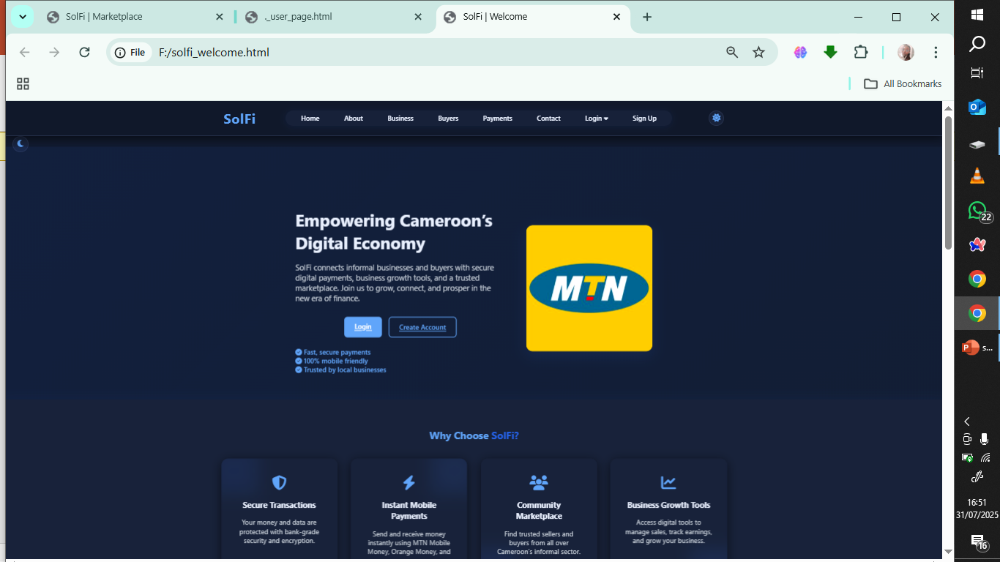 SolFi | Marketplace
._user_page.html
SolFi | Welcome
File
F:/solfi_welcome.html
All Bookmarks
SolFi
Home
About
Business
Buyers
Payments
Contact
Login
Sign Up
Empowering Cameroon’s
Digital Economy
SolFi connects informal businesses and buyers with secure
digital payments, business growth tools, and a trusted
marketplace. Join us to grow, connect, and prosper in the
new era of finance.
Login
Create Account
Fast, secure payments
100% mobile friendly
Trusted by local businesses
MTN
Why Choose SolFi?
Secure Transactions
Your money and data are
protected with bank-grade
security and encryption.
Instant Mobile
Payments
Send and receive money
instantly using MTN Mobile
Money, Orange Money, and
Community
Marketplace
Find trusted sellers and
buyers from all over
Cameroon’s informal sector.
Business Growth Tools
Access digital tools to
manage sales, track earnings,
and grow your business.
22
s...
16:51
31/07/2025
16